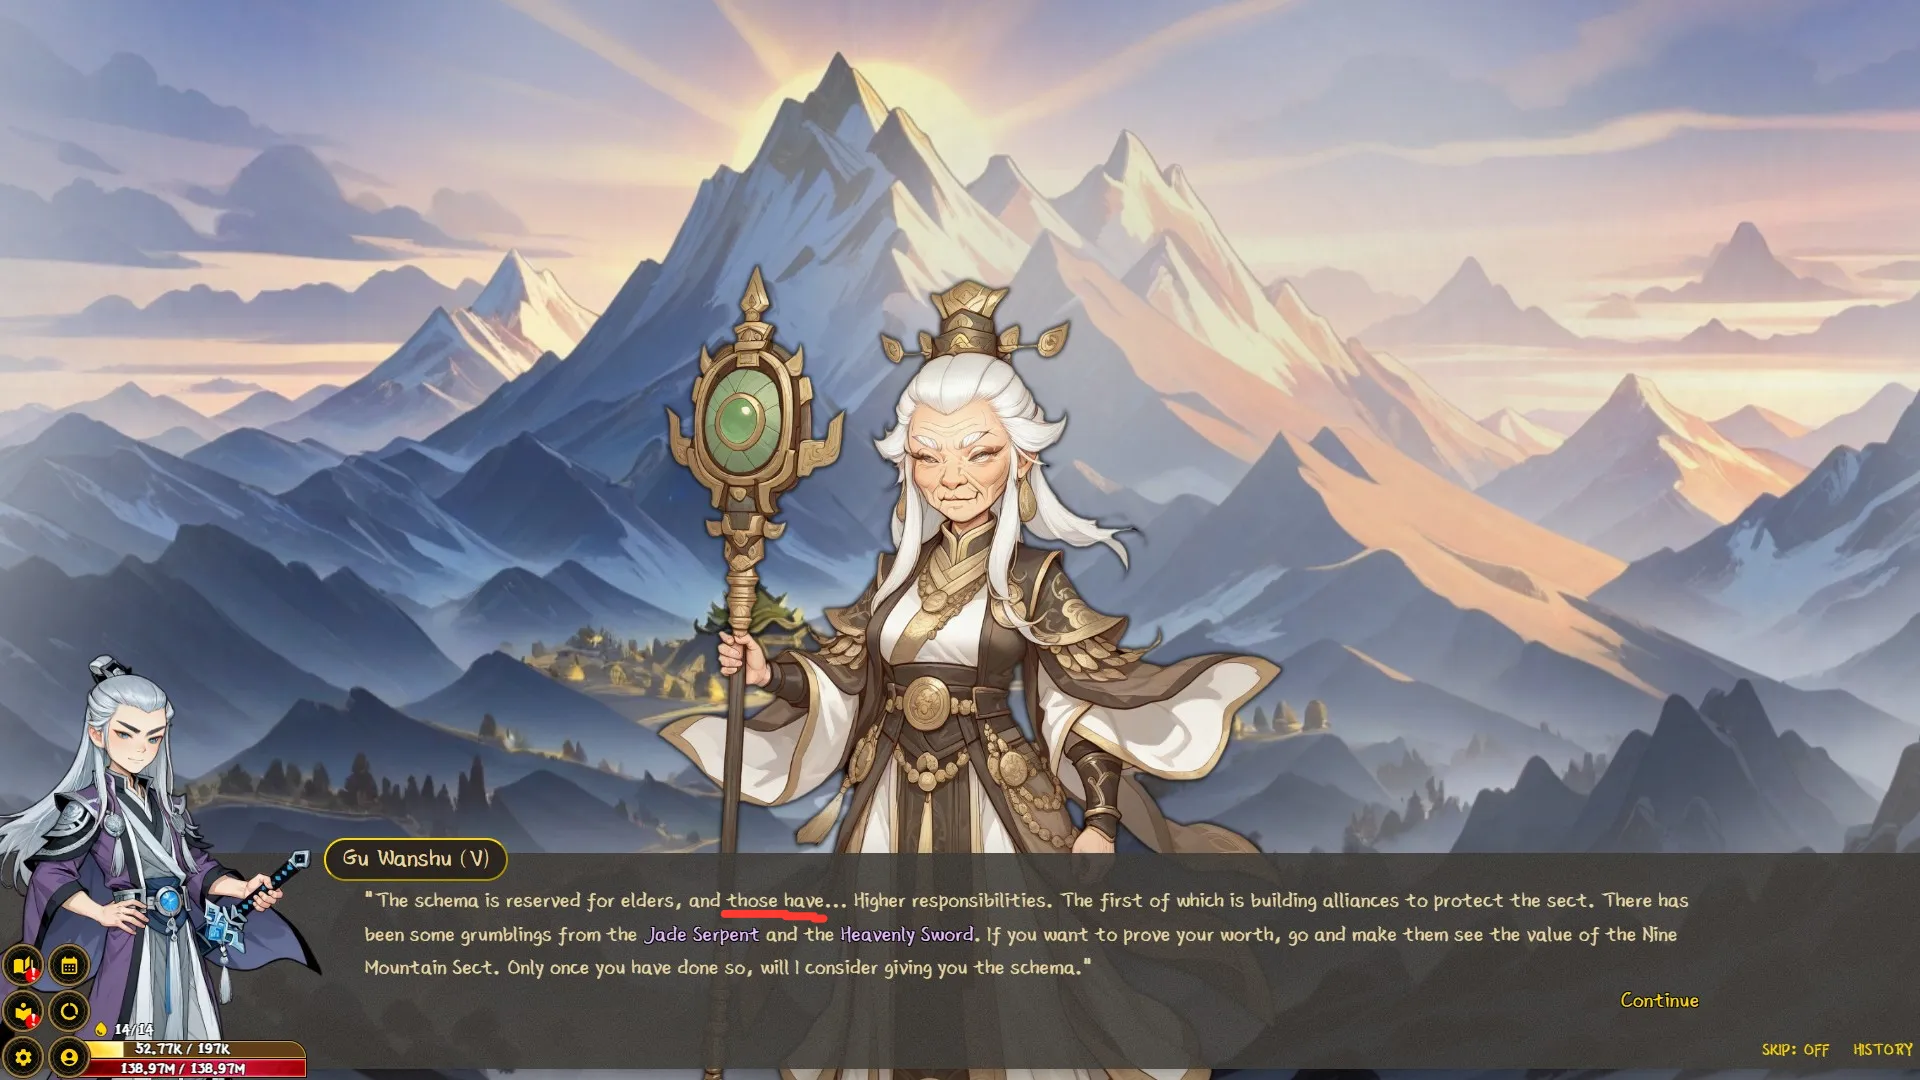 Gu Wanshu (V)
"The schema is reserved for elders, and those have... Higher responsibilities. The first of which is building alliances to protect the sect. There has
been some grumblings from the Jade Serpent and the Heavenly Sword. If you want to prove your worth, go and make them see the value of the Nine
Mountain Sect. Only once you have done so, will I consider giving you the schema."
Continue
14/14
52.77K / 197K
138.97M / 138.97M
SKIP: OFF HISTORY